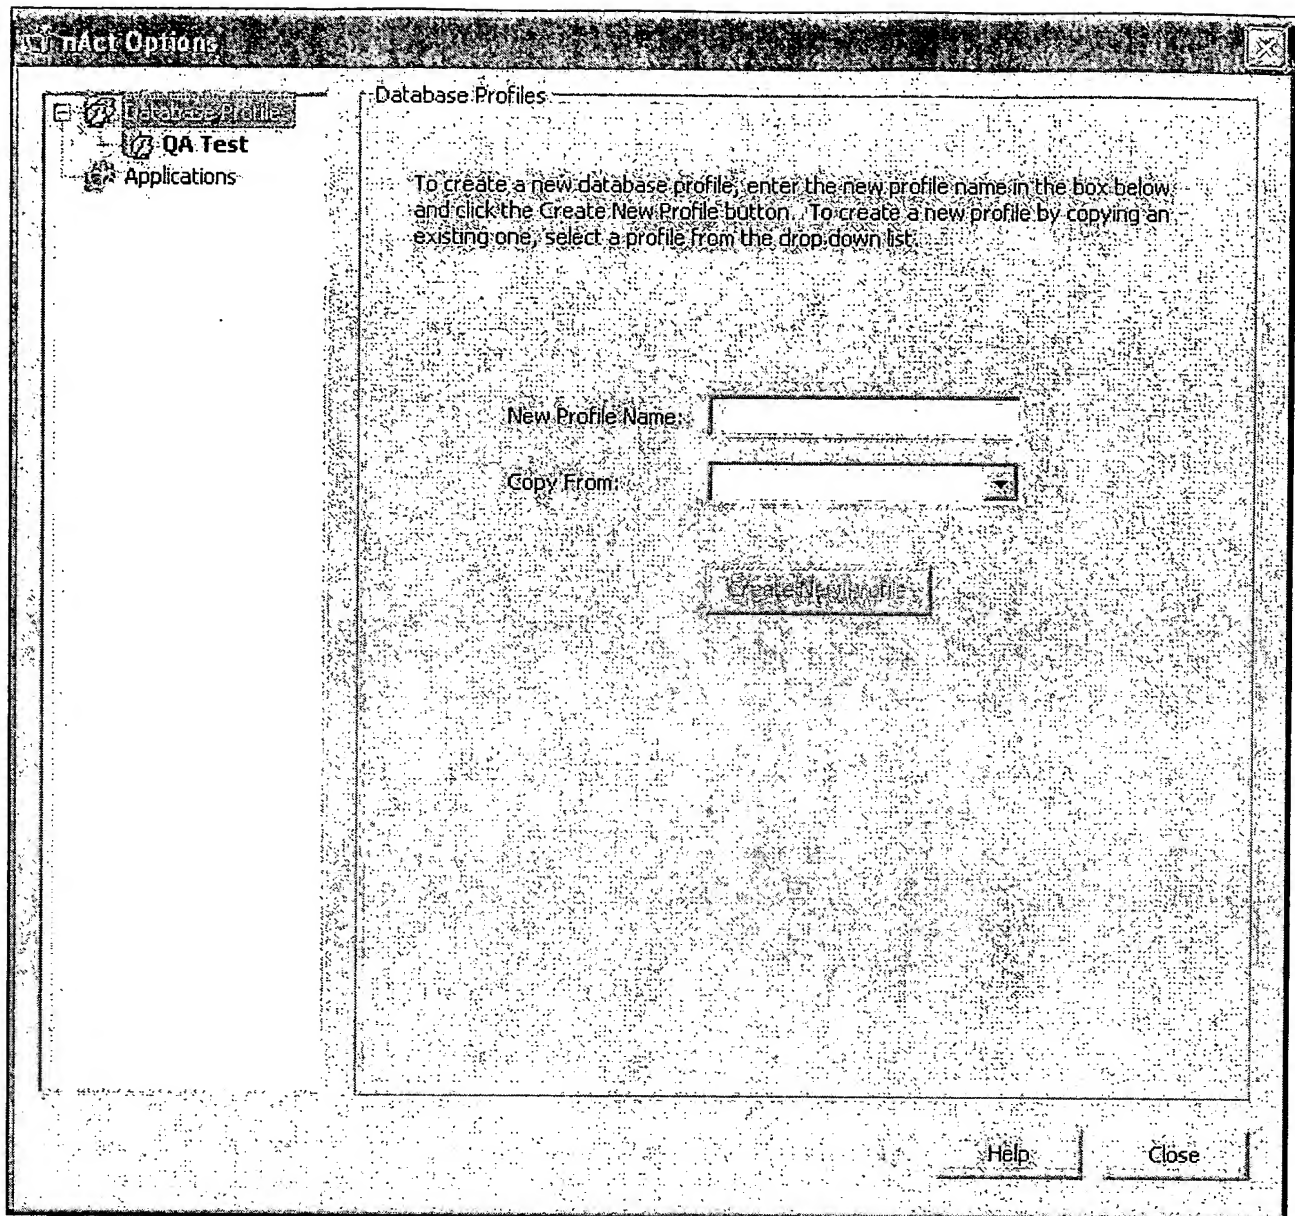 nAct Options
Database Profiles
QA Test
Applications
Database Profiles
To create a new database profile, enter the new profile name in the box below
and click the Create New Profile button. To create a new profile by copying an
existing one, select a profile from the drop down list.
New Profile Name:
Copy From:
Create New Profile
Help
Close